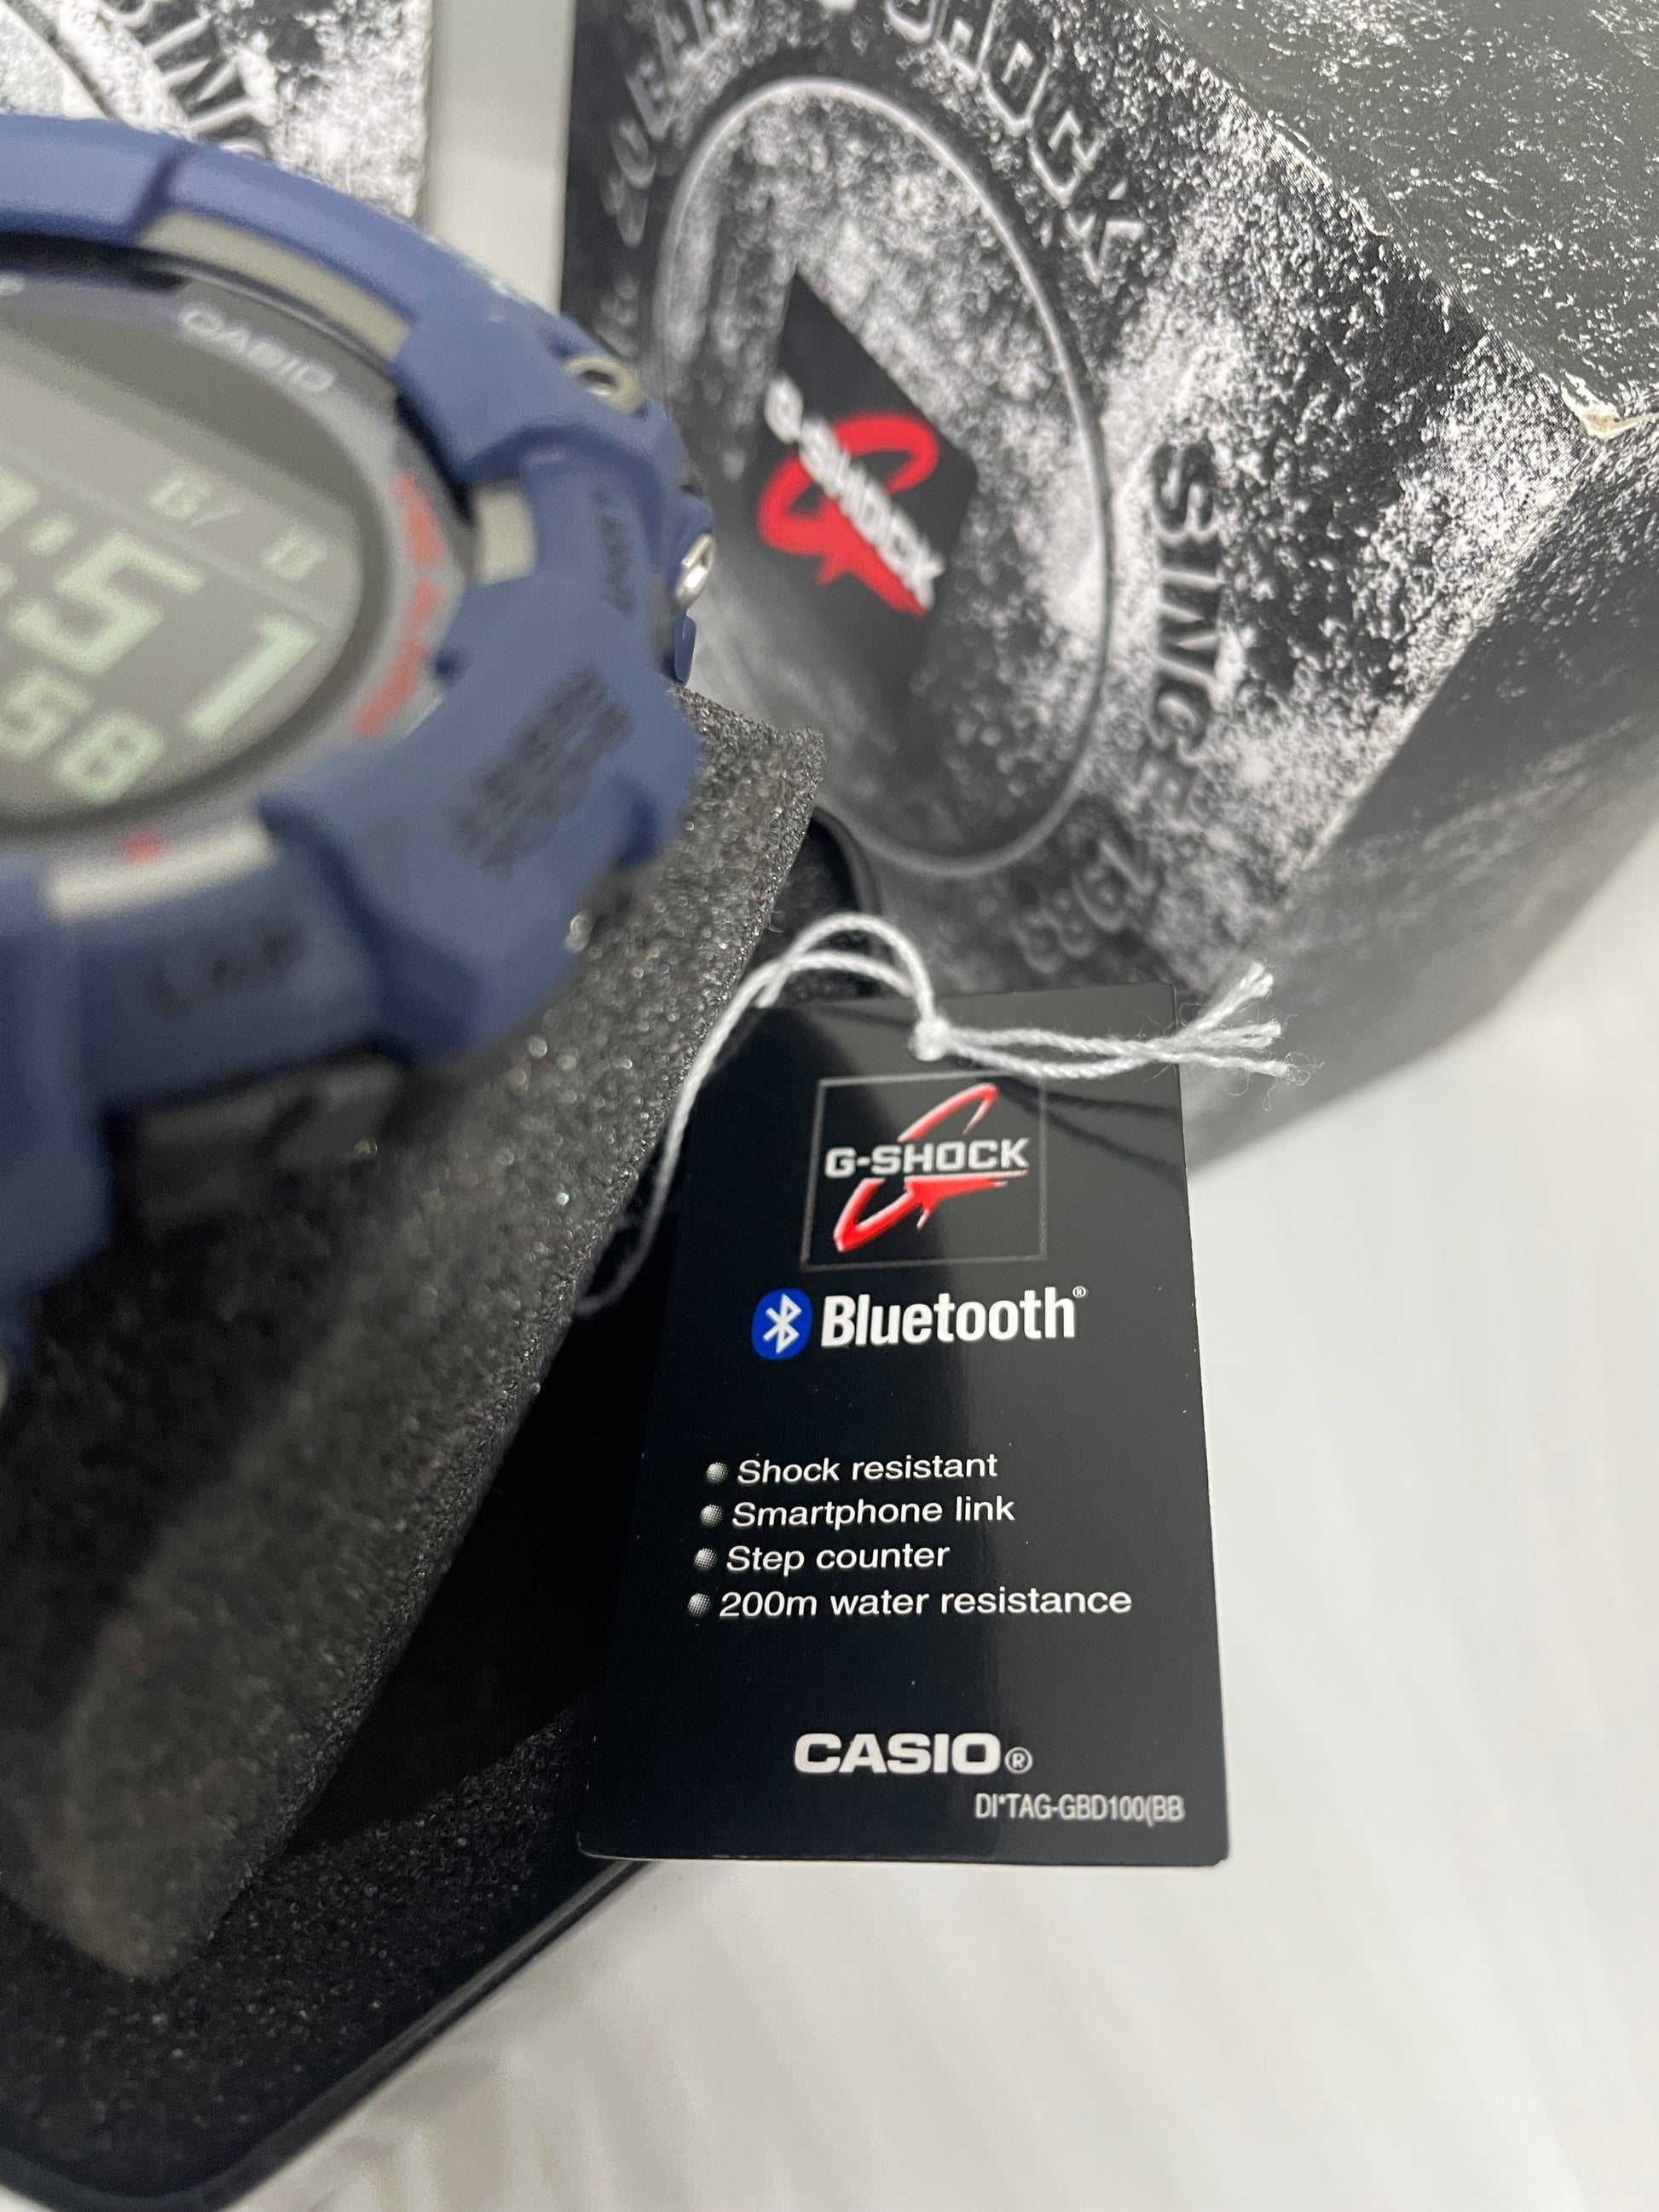 SHOCK
SINCE 1983
G-SHOCK
CASIO
G-SHOCK
Bluetooth®
Shock resistant
Smartphone link
Step counter
200m water resistance
CASIO®
DI*TAG-GBD100(BB